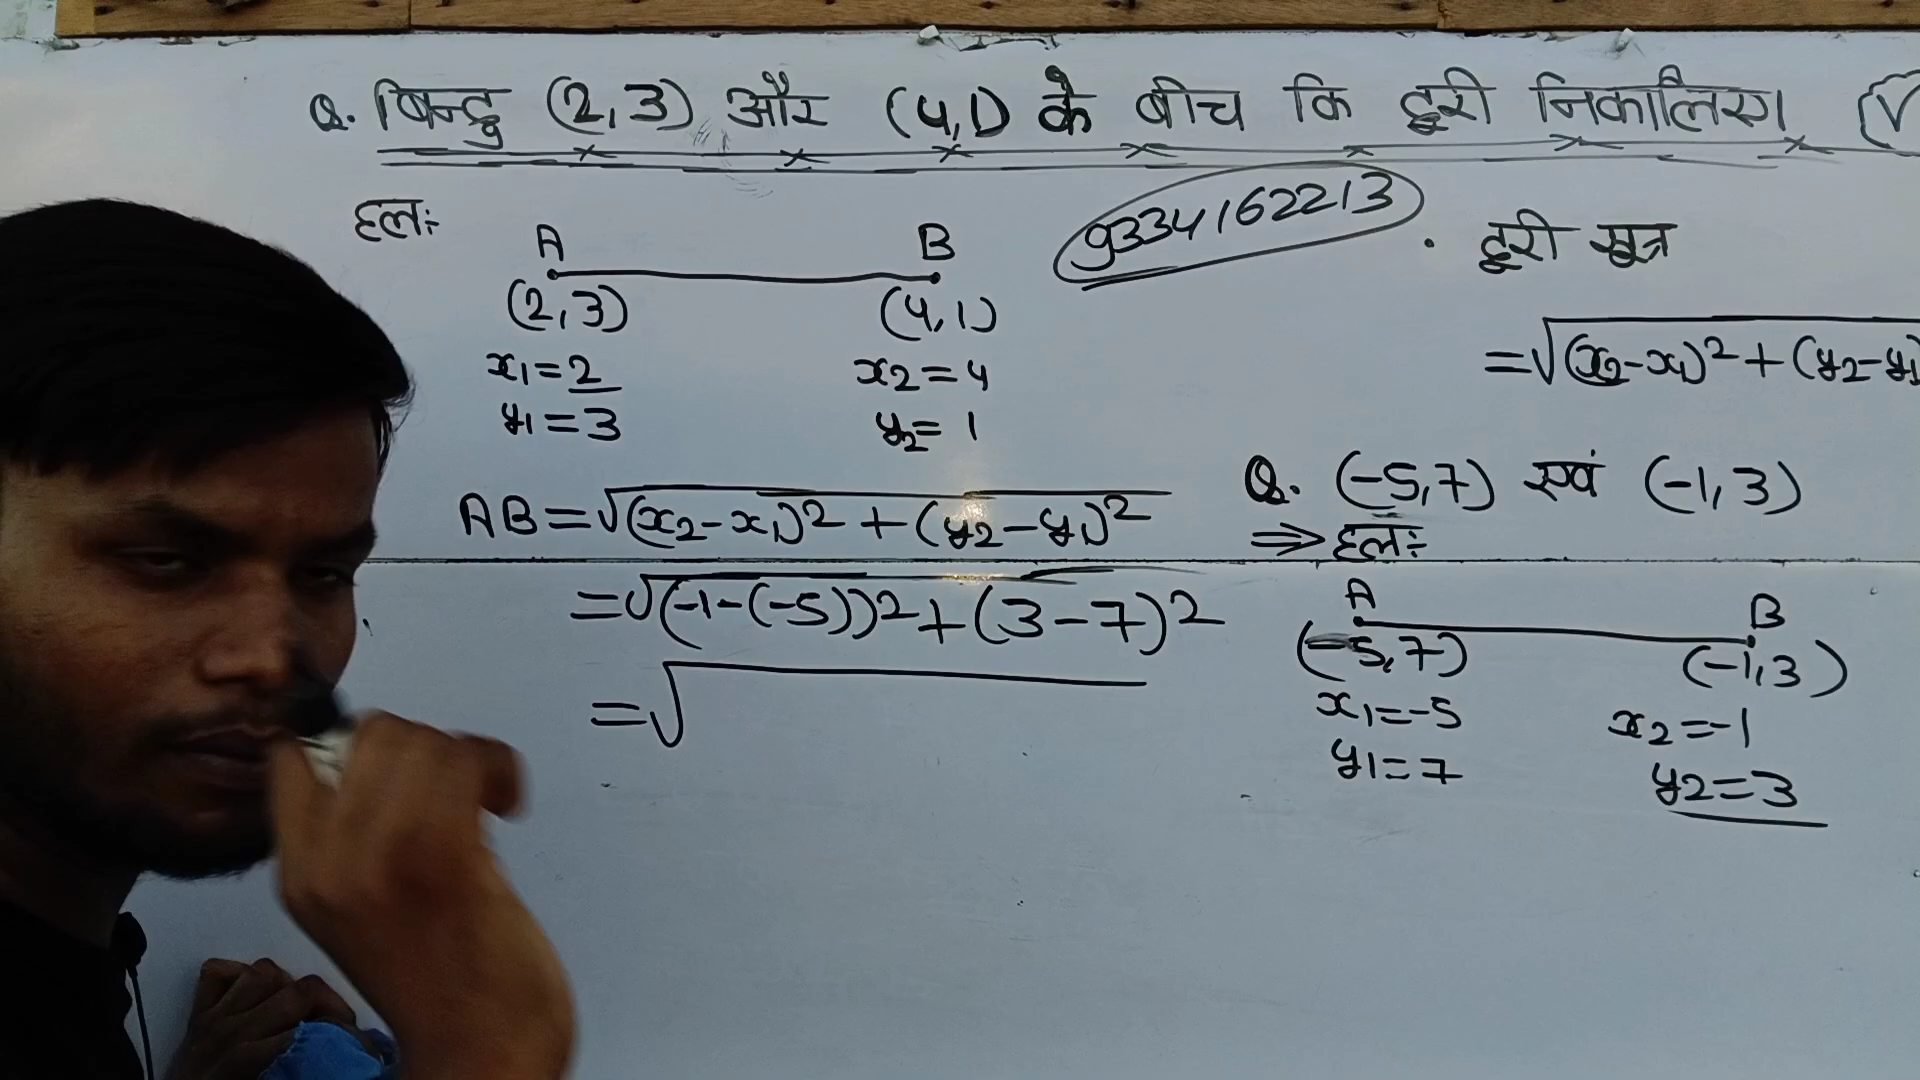 Q. बिन्दु (2,3) और (4,1) के बीच कि दूरी निकालिए।
हलः
A B
(2,3) (4,1)
x₁=2 x₂=4
y₁=3 y₂=1
9334162213
दूरी सूत्र
=√(x₂-x₁)²+(y₂-y₁)
AB=√(x₂-x₁)²+(y₂-y₁)²
=√(-1-(-5))²+(3-7)²
=√
Q. (-5,7) एवं (-1,3)
⇒ हलः
A B
(-5,7) (-1,3)
x₁=-5 x₂=-1
y₁=7 y₂=3